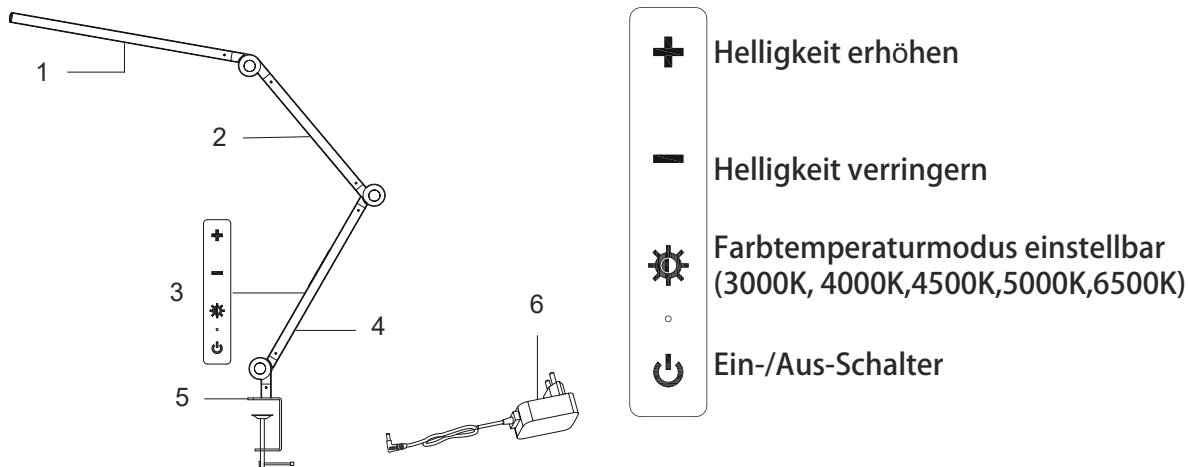 1
2
3
4
5
6
Helligkeit erhöhen
Helligkeit verringern
Farbtemperaturmodus einstellbar
(3000K, 4000K,4500K,5000K,6500K)
Ein-/Aus-Schalter